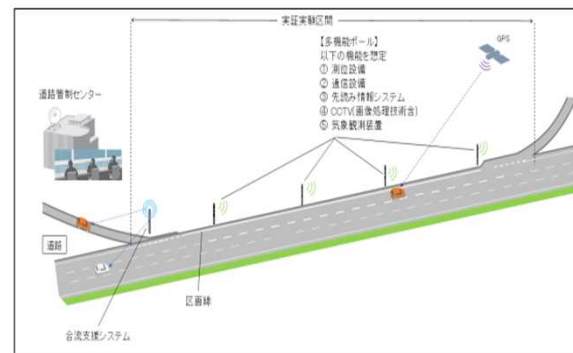 実証実験区間
【多機能ポール】
以下の機能を想定
① 測位設備
② 通信設備
③ 先読み情報システム
④ CCTV(画像処理技術含)
⑤ 気象観測装置
GPS
道路管制センター
道路
区画線
合流支援システム